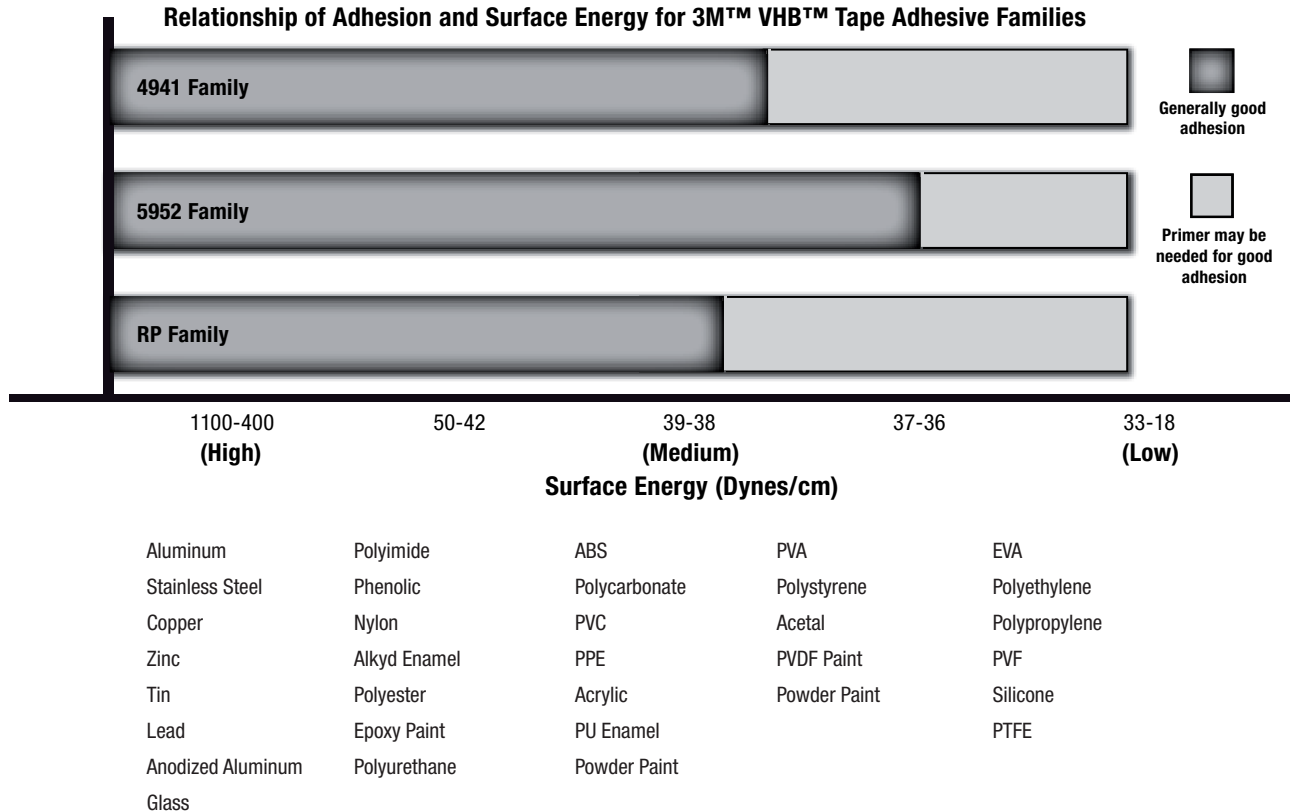 Relationship of Adhesion and Surface Energy for 3M™ VHB™ Tape Adhesive Families
4941 Family
Generally good
adhesion
5952 Family
Primer may be
needed for good
adhesion
RP Family
1100-400 50-42 39-38 37-36 33-18
(High) (Medium) (Low)
Surface Energy (Dynes/cm)
Aluminum Polyimide ABS PVA EVA
Stainless Steel Phenolic Polycarbonate Polystyrene Polyethylene
Copper Nylon PVC Acetal Polypropylene
Zinc Alkyd Enamel PPE PVDF Paint PVF
Tin Polyester Acrylic Powder Paint Silicone
Lead Epoxy Paint PU Enamel PTFE
Anodized Aluminum Polyurethane Powder Paint
Glass